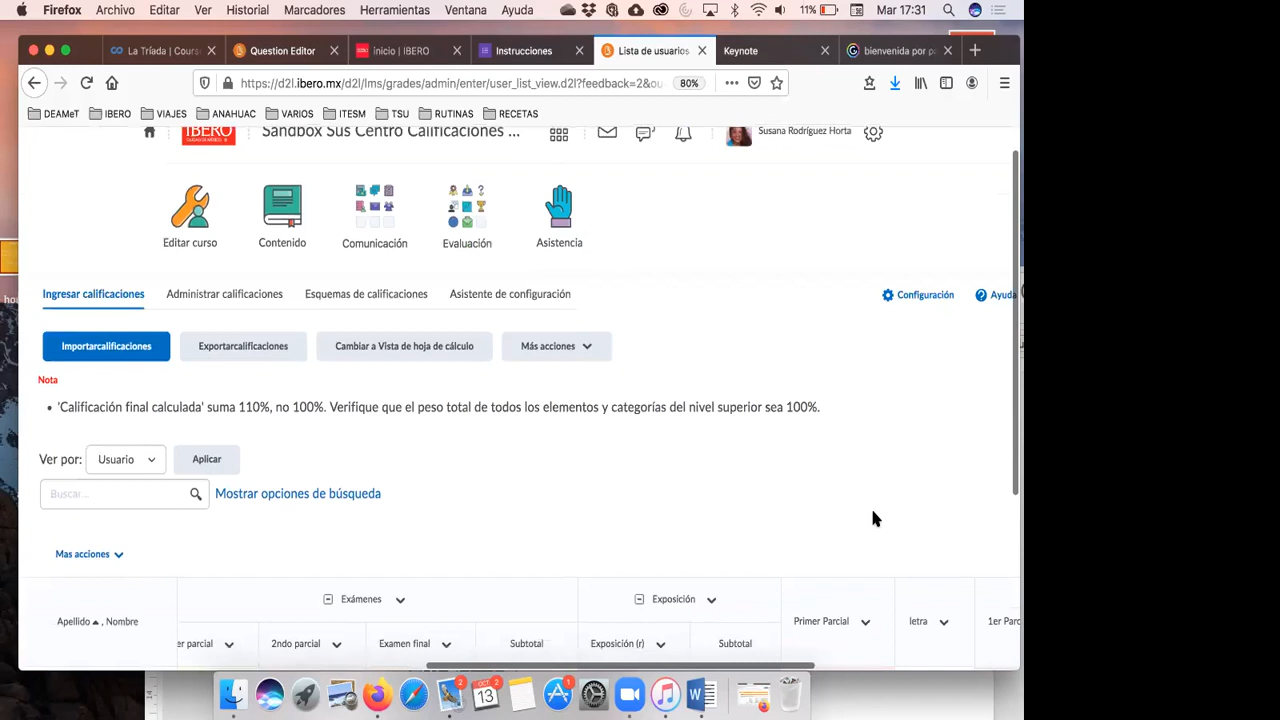 Firefox Archivo Editar Ver Historial Marcadores Herramientas Ventana Ayuda 11% Mar 17:31
La Tríada | Cours Question Editor inicio | IBERO Instrucciones Lista de usuarios Keynote bienvenida por p
https://d2l.ibero.mx/d2l/lms/grades/admin/enter/user_list_view.d2l?feedback=2&ou 80%
DEAMeT IBERO VIAJES ANAHUAC VARIOS ITESM TSU RUTINAS RECETAS
IBERO Sandbox Sus Centro Calificaciones ... Susana Rodríguez Horta
Editar curso Contenido Comunicación Evaluación Asistencia
Ingresar calificaciones Administrar calificaciones Esquemas de calificaciones Asistente de configuración Configuración Ayuda
Importarcalificaciones Exportarcalificaciones Cambiar a Vista de hoja de cálculo Más acciones
Nota
• 'Calificación final calculada' suma 110%, no 100%. Verifique que el peso total de todos los elementos y categorías del nivel superior sea 100%.
Ver por: Usuario Aplicar
Buscar... Mostrar opciones de búsqueda
Mas acciones
Exámenes Exposición
Apellido , Nombre Primer Parcial letra 1er Parc
er parcial 2ndo parcial Examen final Subtotal Exposición (r) Subtotal
2 OCT 13 2 1